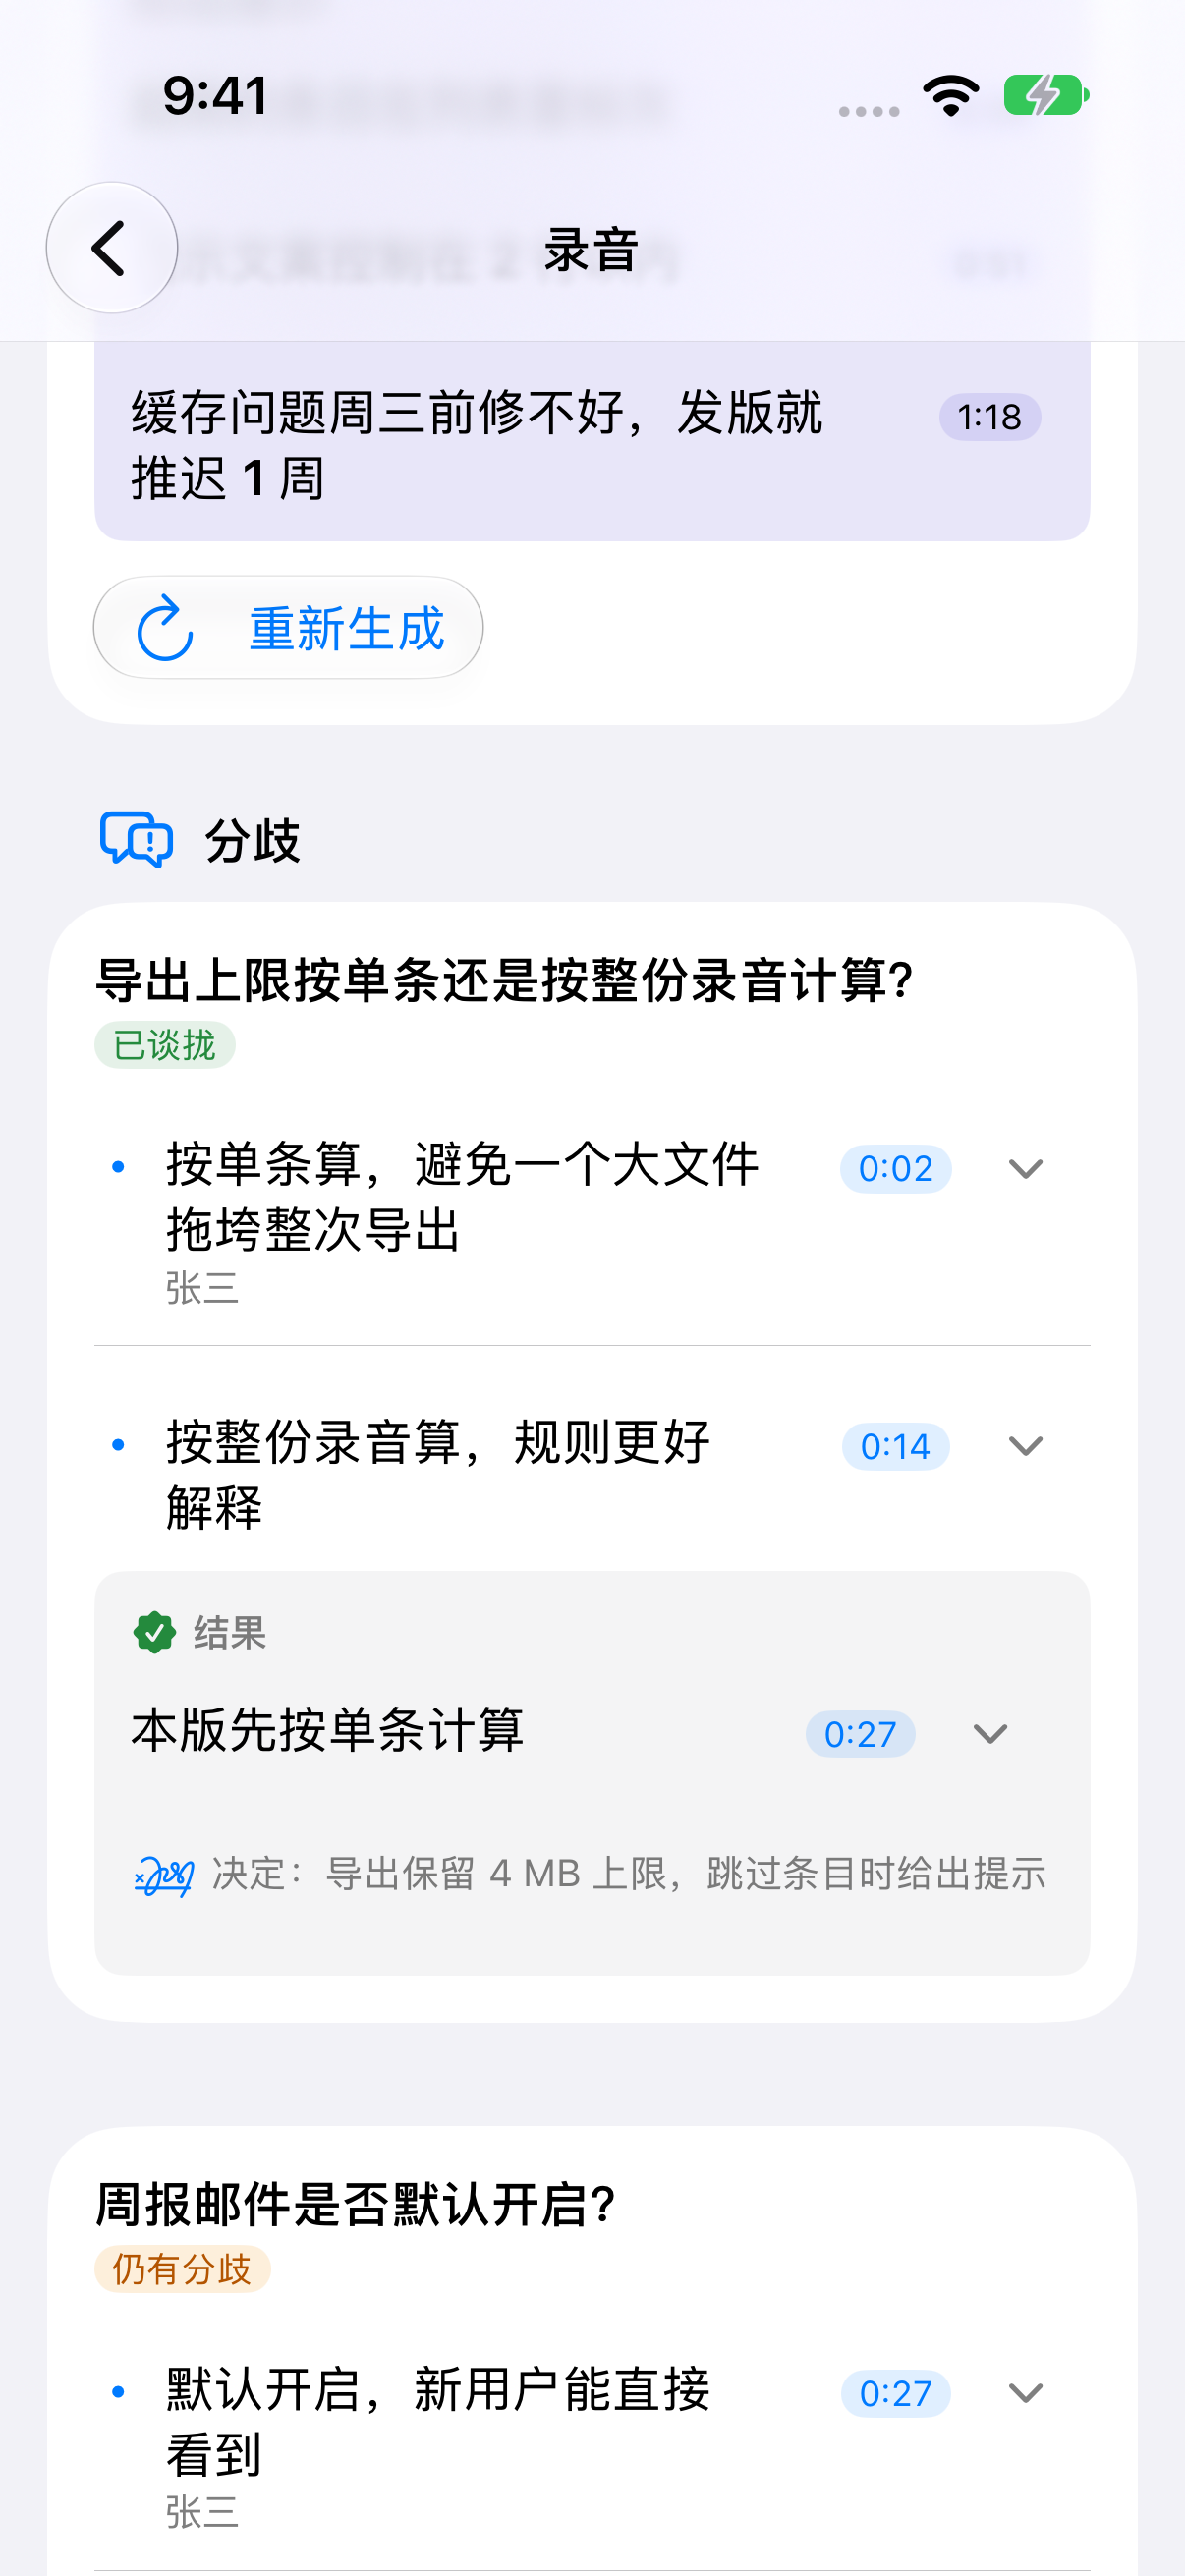 9:41
录音
缓存问题周三前修不好，发版就
推迟 1 周
1:18
重新生成
分歧
导出上限按单条还是按整份录音计算？
已谈拢
按单条算，避免一个大文件
拖垮整次导出
0:02
张三
按整份录音算，规则更好
解释
0:14
结果
本版先按单条计算
0:27
决定：导出保留 4 MB 上限，跳过条目时给出提示
周报邮件是否默认开启？
仍有分歧
默认开启，新用户能直接
看到
0:27
张三